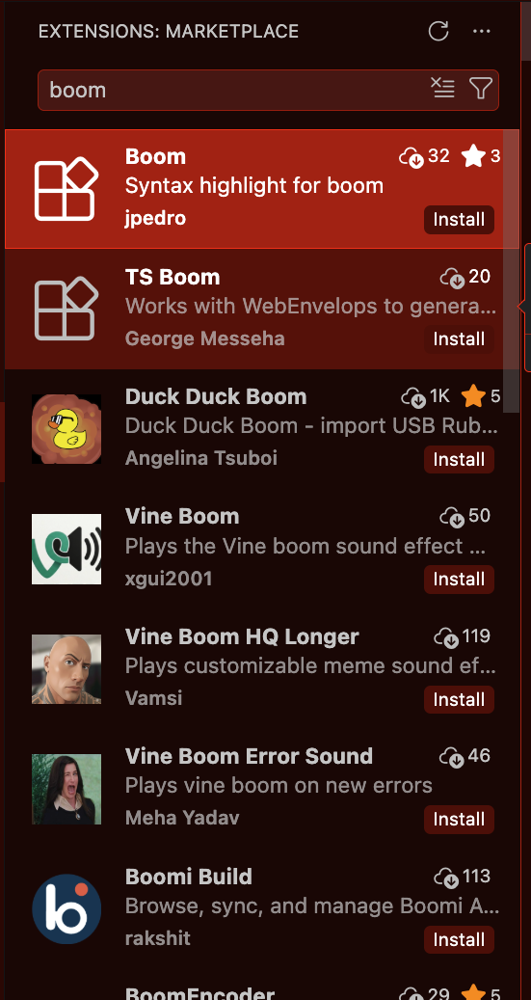 EXTENSIONS: MARKETPLACE
boom
Boom 32 3
Syntax highlight for boom
jpedro Install
TS Boom 20
Works with WebEnvelops to genera...
George Messeha Install
Duck Duck Boom 1K 5
Duck Duck Boom - import USB Rub...
Angelina Tsuboi Install
Vine Boom 50
Plays the Vine boom sound effect ...
xgui2001 Install
Vine Boom HQ Longer 119
Plays customizable meme sound ef...
Vamsi Install
Vine Boom Error Sound 46
Plays vine boom on new errors
Meha Yadav Install
Boomi Build 113
Browse, sync, and manage Boomi A...
rakshit Install
BoomEncoder 29 5